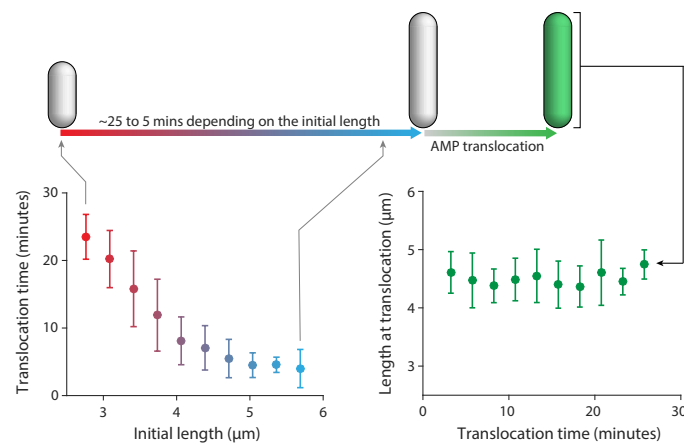 ~25 to 5 mins depending on the initial length
AMP translocation
Translocation time (minutes)
30
20
10
0
3
4
5
6
Initial length (μm)
Length at translocation (μm)
6
5
4
3
0
10
20
30
Translocation time (minutes)